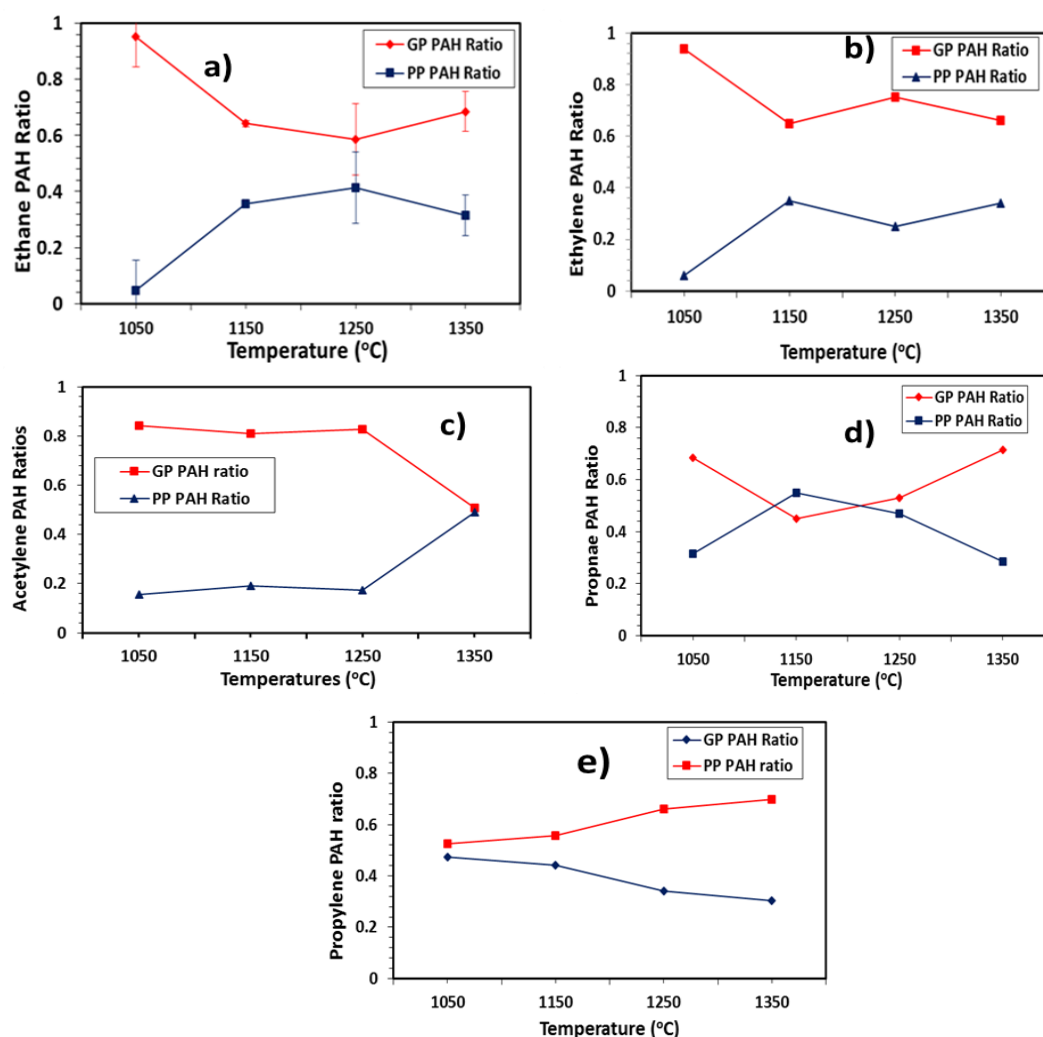 a)
GP PAH Ratio
PP PAH Ratio
Ethane PAH Ratio
1
0.8
0.6
0.4
0.2
0
1050 1150 1250 1350
Temperature (°C)
b)
GP PAH Ratio
PP PAH Ratio
Ethylene PAH Ratio
1
0.8
0.6
0.4
0.2
0
1050 1150 1250 1350
Temperature (°C)
c)
GP PAH ratio
PP PAH Ratio
Acetylene PAH Ratios
1
0.8
0.6
0.4
0.2
0
1050 1150 1250 1350
Temperatures (°C)
d)
GP PAH Ratio
PP PAH Ratio
Propnae PAH Ratio
1
0.8
0.6
0.4
0.2
0
1050 1150 1250 1350
Temperature (°C)
e)
GP PAH Ratio
PP PAH ratio
Propylene PAH ratio
1
0.8
0.6
0.4
0.2
0
1050 1150 1250 1350
Temperature (°C)